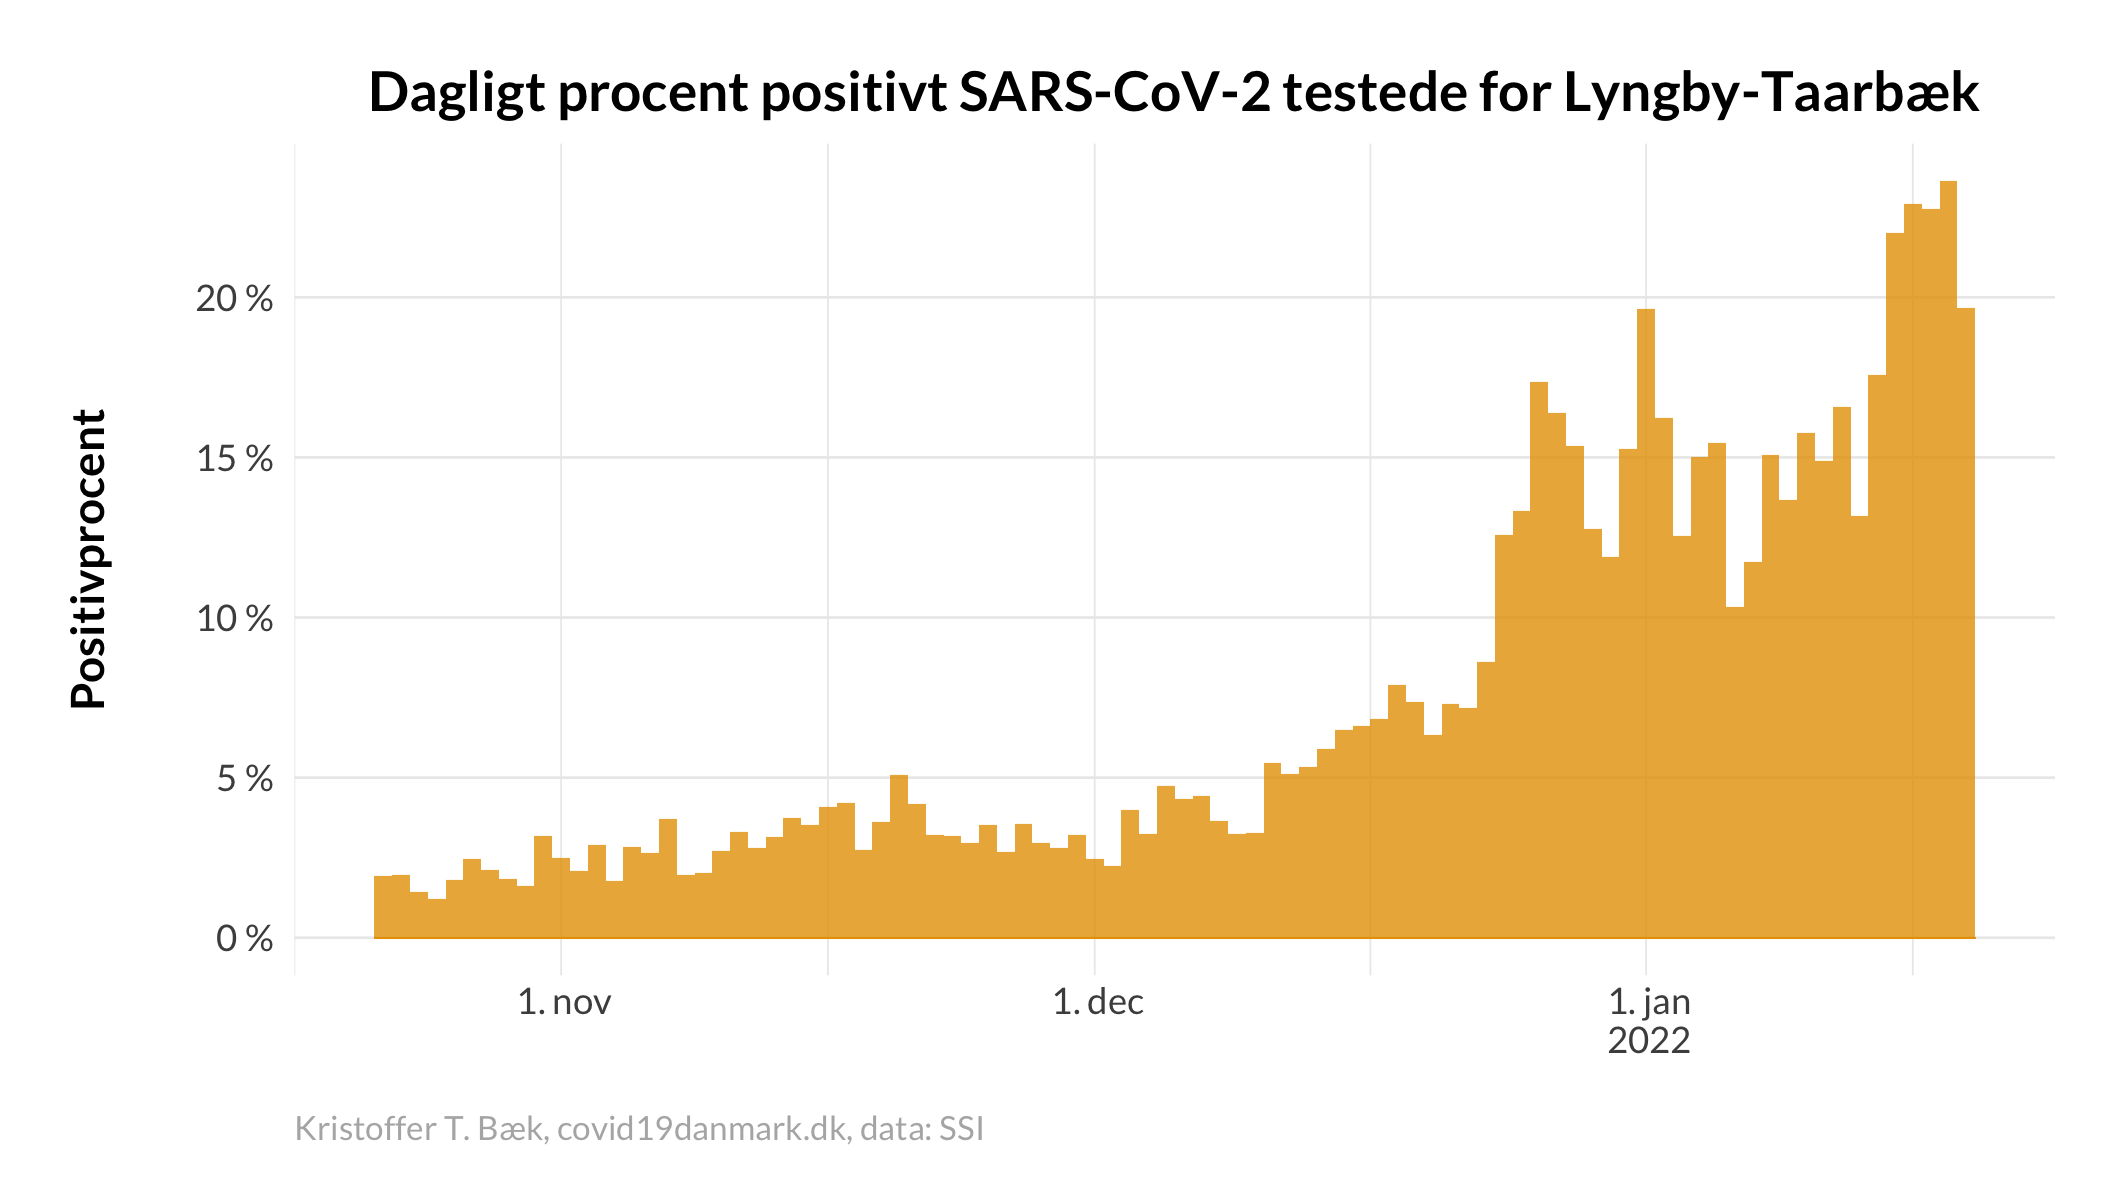 Dagligt procent positivt SARS-CoV-2 testede for Lyngby-Taarbæk
Positivprocent
20 %
15 %
10 %
5 %
0 %
1. nov
1. dec
1. jan
2022
Kristoffer T. Bæk, covid19danmark.dk, data: SSI